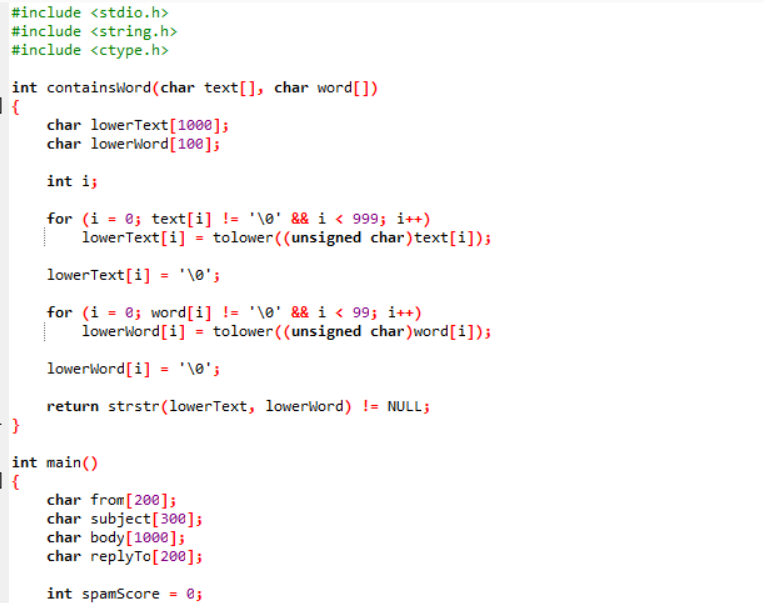 #include <stdio.h>
#include <string.h>
#include <ctype.h>
int containsWord(char text[], char word[])
{
char lowerText[1000];
char lowerWord[100];
int i;
for (i = 0; text[i] != '\0' && i < 999; i++)
lowerText[i] = tolower((unsigned char)text[i]);
lowerText[i] = '\0';
for (i = 0; word[i] != '\0' && i < 99; i++)
lowerWord[i] = tolower((unsigned char)word[i]);
lowerWord[i] = '\0';
return strstr(lowerText, lowerWord) != NULL;
}
int main()
{
char from[200];
char subject[300];
char body[1000];
char replyTo[200];
int spamScore = 0;